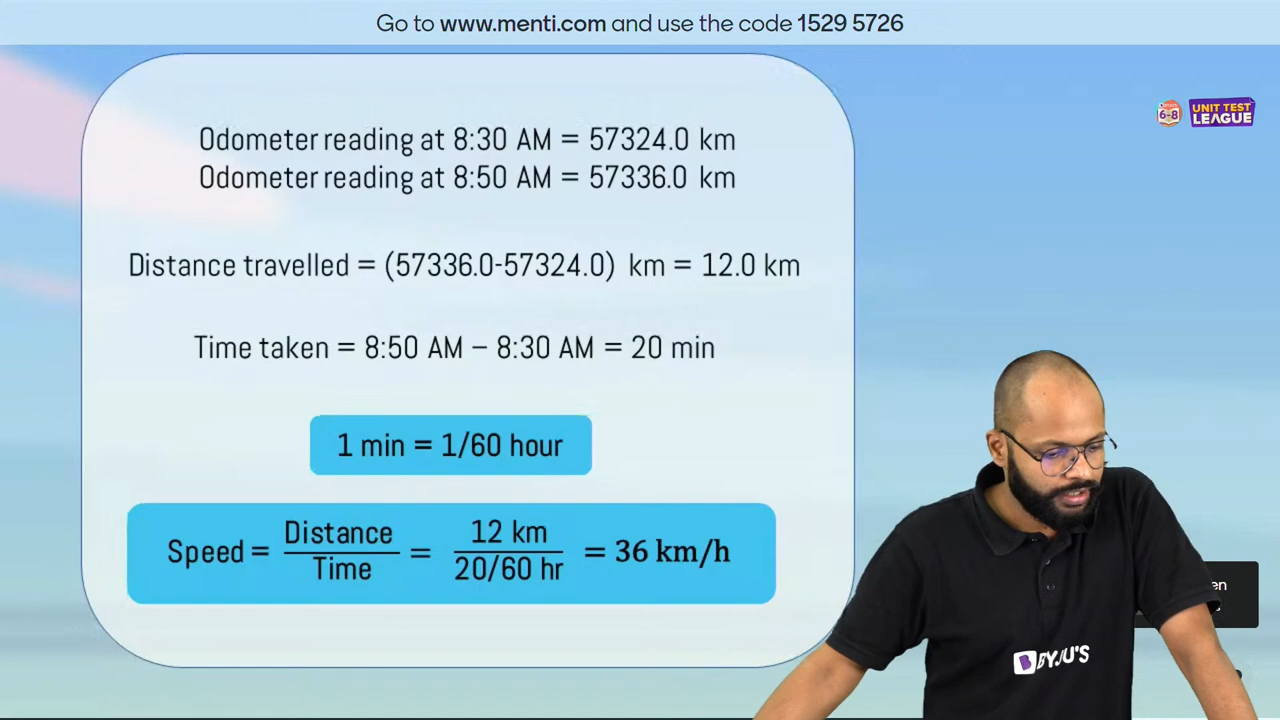 Go to www.menti.com and use the code 1529 5726
6-8
UNIT TEST
LEAGUE
Odometer reading at 8:30 AM = 57324.0 km
Odometer reading at 8:50 AM = 57336.0 km
Distance travelled = (57336.0-57324.0) km = 12.0 km
Time taken = 8:50 AM – 8:30 AM = 20 min
1 min = 1/60 hour
Speed = Distance/Time = 12 km/20/60 hr = 36 km/h
BYJU'S